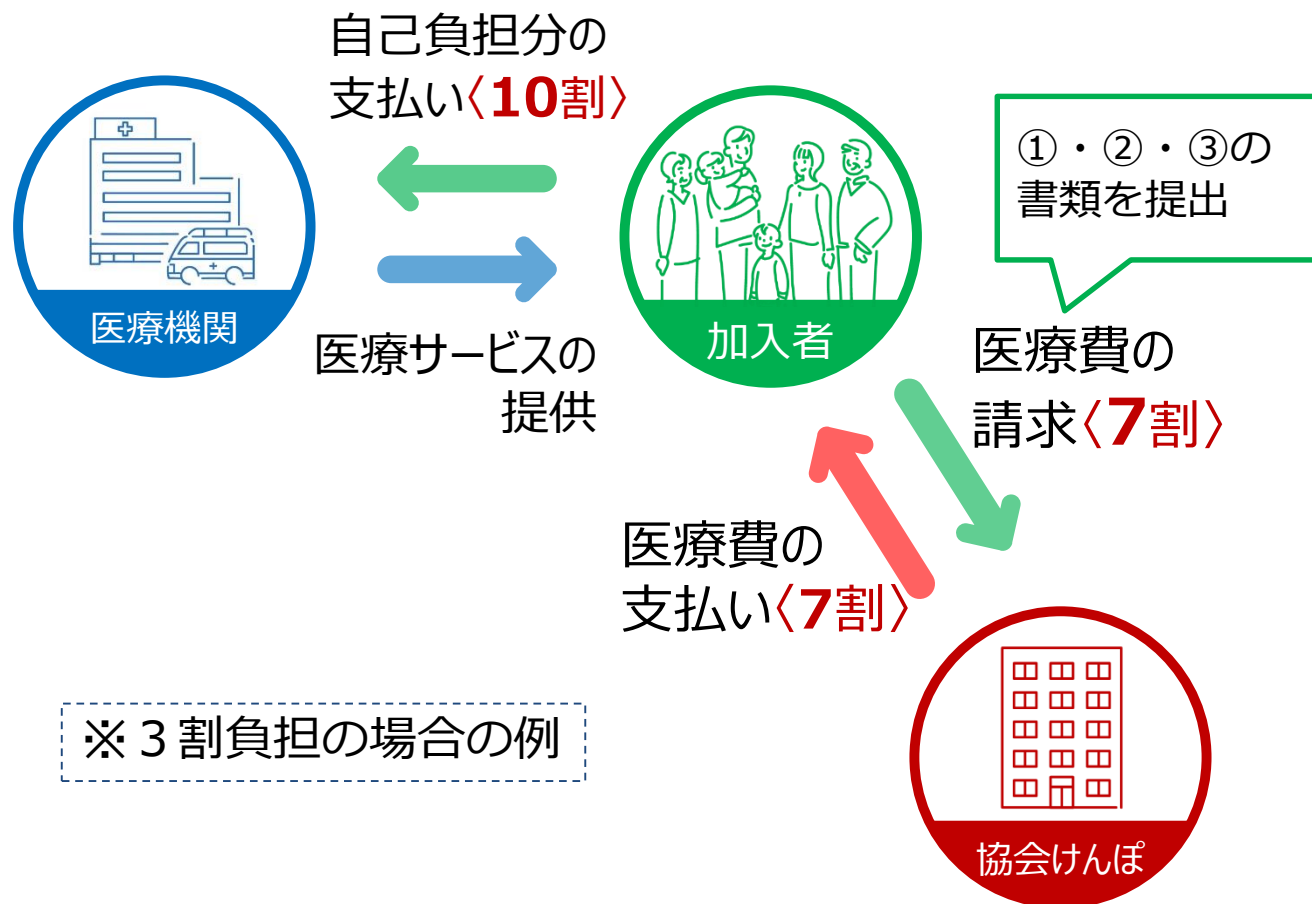 自己負担分の
支払い〈10割〉
医療機関
医療サービスの
提供
加入者
①・②・③の
書類を提出
医療費の
請求〈7割〉
医療費の
支払い〈7割〉
※３割負担の場合の例
協会けんぽ